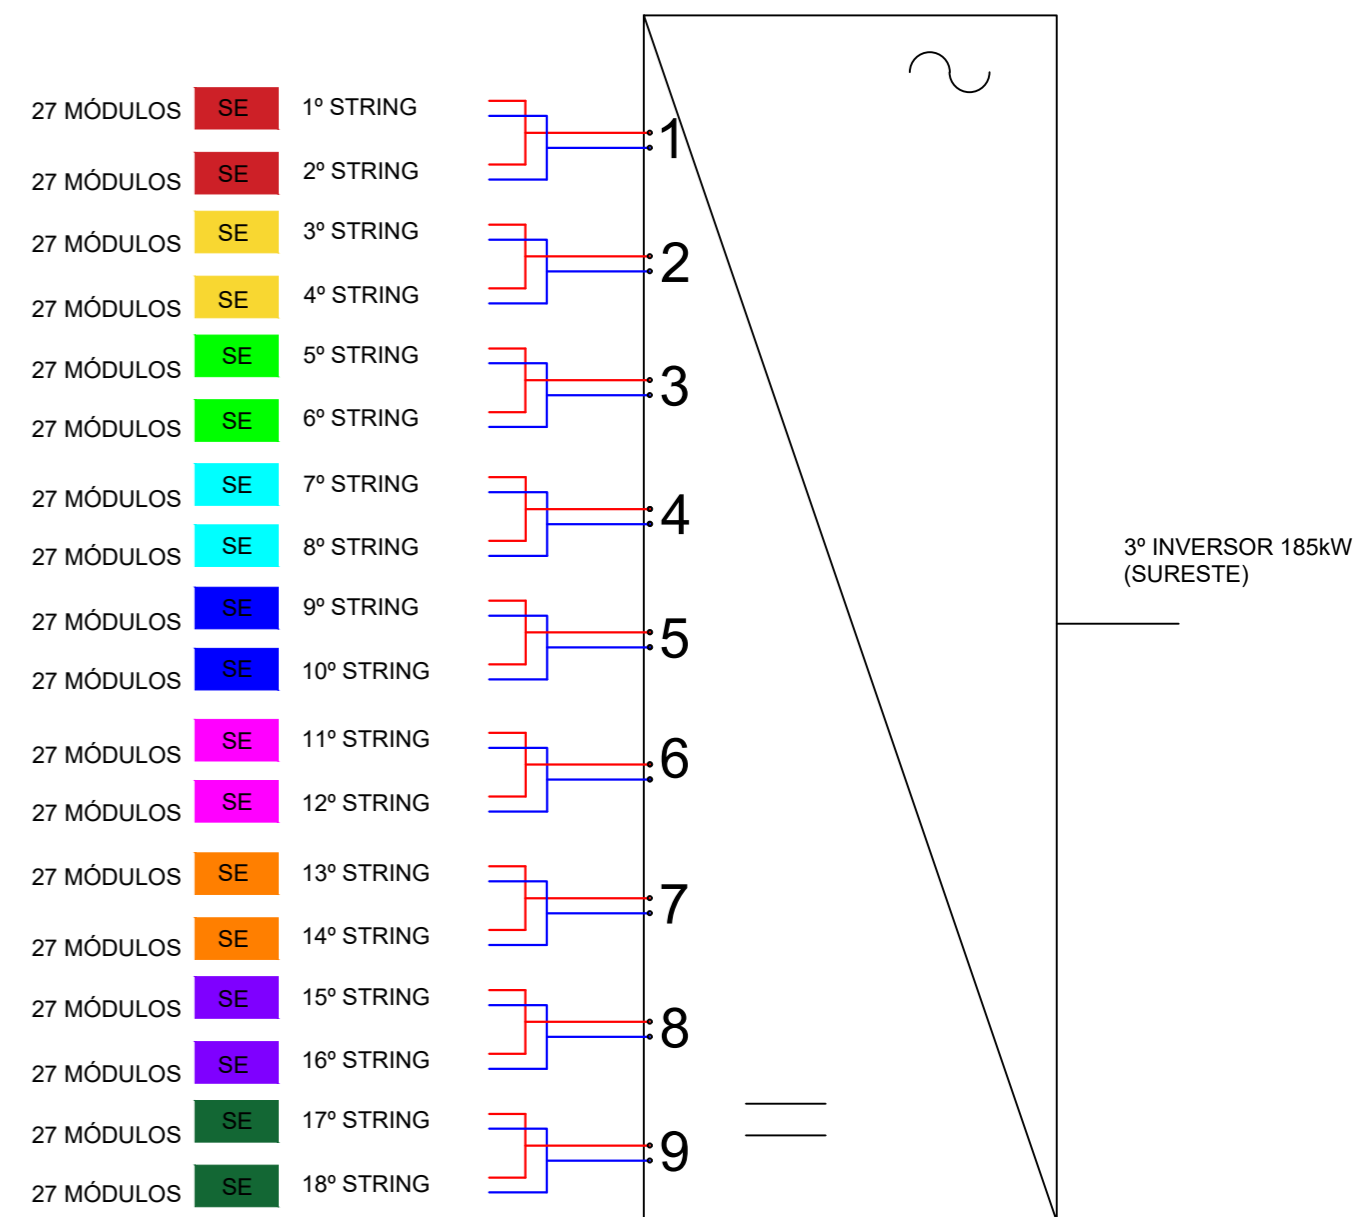 27 MÓDULOS SE 1º STRING
1
27 MÓDULOS SE 2º STRING
27 MÓDULOS SE 3º STRING
2
27 MÓDULOS SE 4º STRING
27 MÓDULOS SE 5º STRING
3
27 MÓDULOS SE 6º STRING
27 MÓDULOS SE 7º STRING
4
27 MÓDULOS SE 8º STRING
27 MÓDULOS SE 9º STRING
5
27 MÓDULOS SE 10º STRING
27 MÓDULOS SE 11º STRING
6
27 MÓDULOS SE 12º STRING
27 MÓDULOS SE 13º STRING
7
27 MÓDULOS SE 14º STRING
27 MÓDULOS SE 15º STRING
8
27 MÓDULOS SE 16º STRING
27 MÓDULOS SE 17º STRING
9
27 MÓDULOS SE 18º STRING
3º INVERSOR 185kW
(SURESTE)